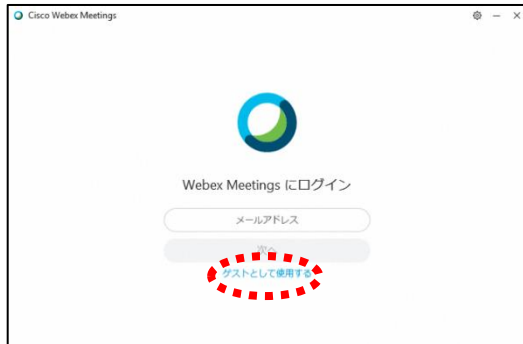 Cisco Webex Meetings
Webex Meetings にログイン
メールアドレス
次へ
ゲストとして使用する